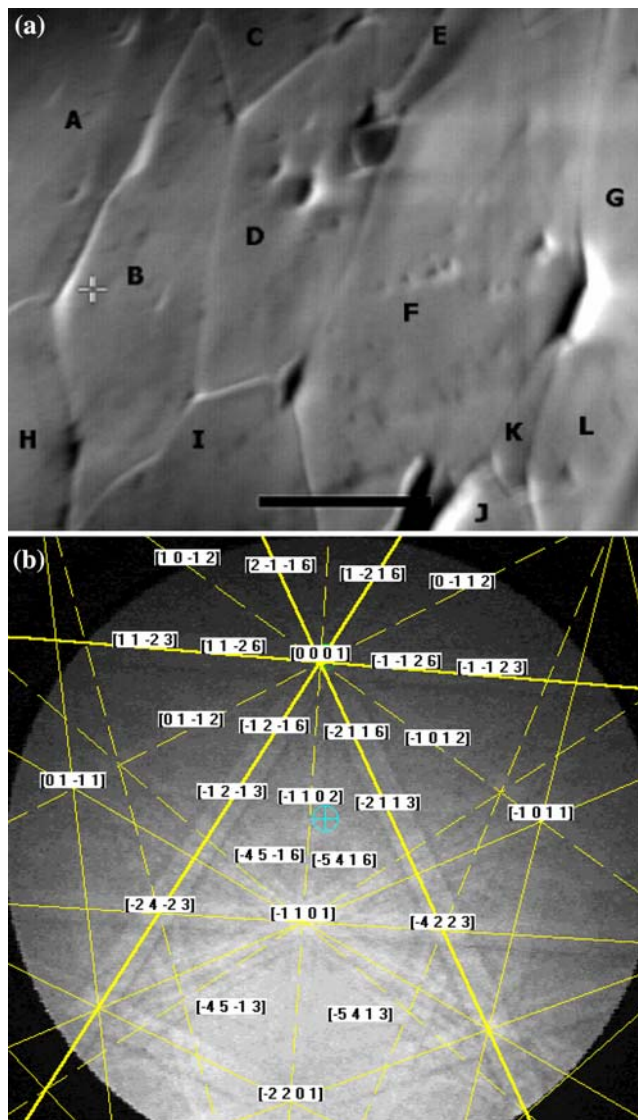 (a)
C
E
A
G
D
B
F
H
I
K
L
J
(b)
[1 0 -1 2]
[2 -1 -1 6]
[1 -2 1 6]
[0 -1 1 2]
[1 1 -2 3]
[1 1 -2 6]
[0 0 0 1]
[-1 -1 2 6]
[-1 -1 2 3]
[0 1 -1 2]
[-1 2 -1 6]
[-2 1 1 6]
[-1 0 1 2]
[0 1 -1 1]
[-1 2 -1 3]
[-1 1 0 2]
[-2 1 1 3]
[-1 0 1 1]
[-4 5 -1 6]
[-5 4 1 6]
[-2 4 -2 3]
[-1 1 0 1]
[-4 2 2 3]
[-4 5 -1 3]
[-5 4 1 3]
[-2 2 0 1]